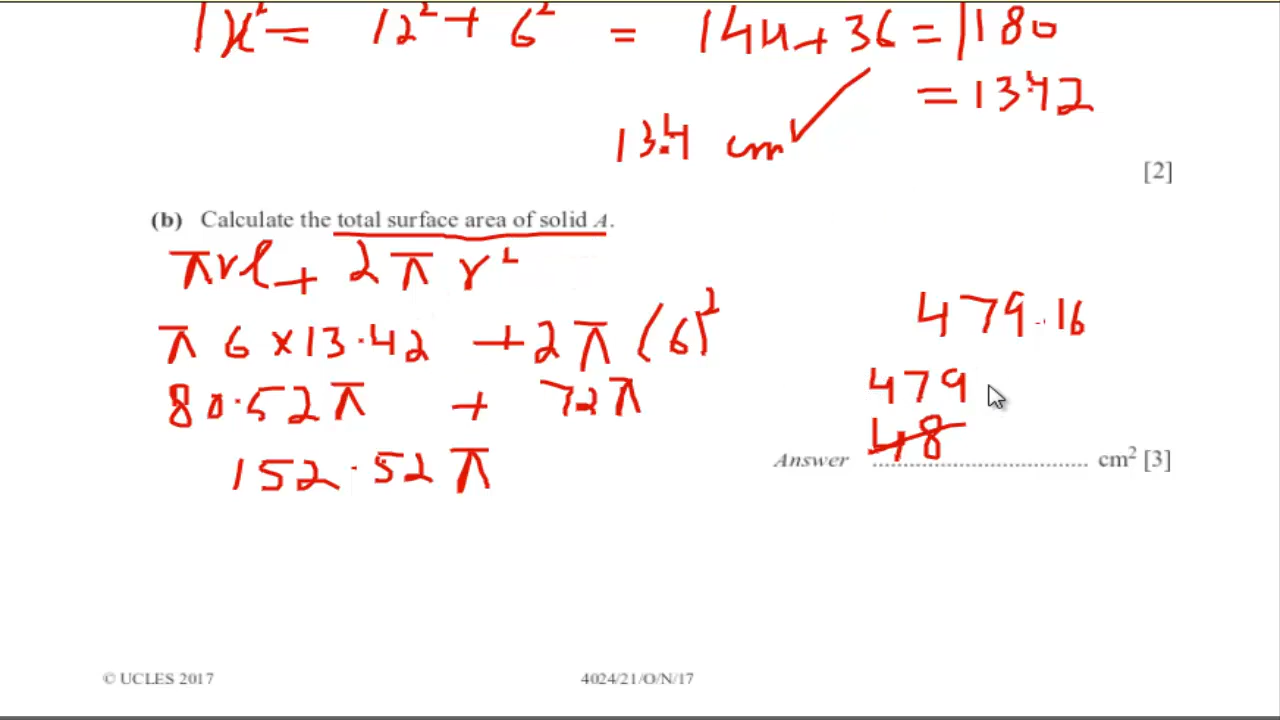 x² = 12² + 6² = 144 + 36 = √180
= 13.42
13.4 cm
[2]
(b) Calculate the total surface area of solid A.
πrl + 2πr²
π 6 × 13.42 + 2π (6)²
479.16
80.52π + 72π
479
152.52π
48
Answer ................................... cm² [3]
© UCLES 2017
4024/21/O/N/17